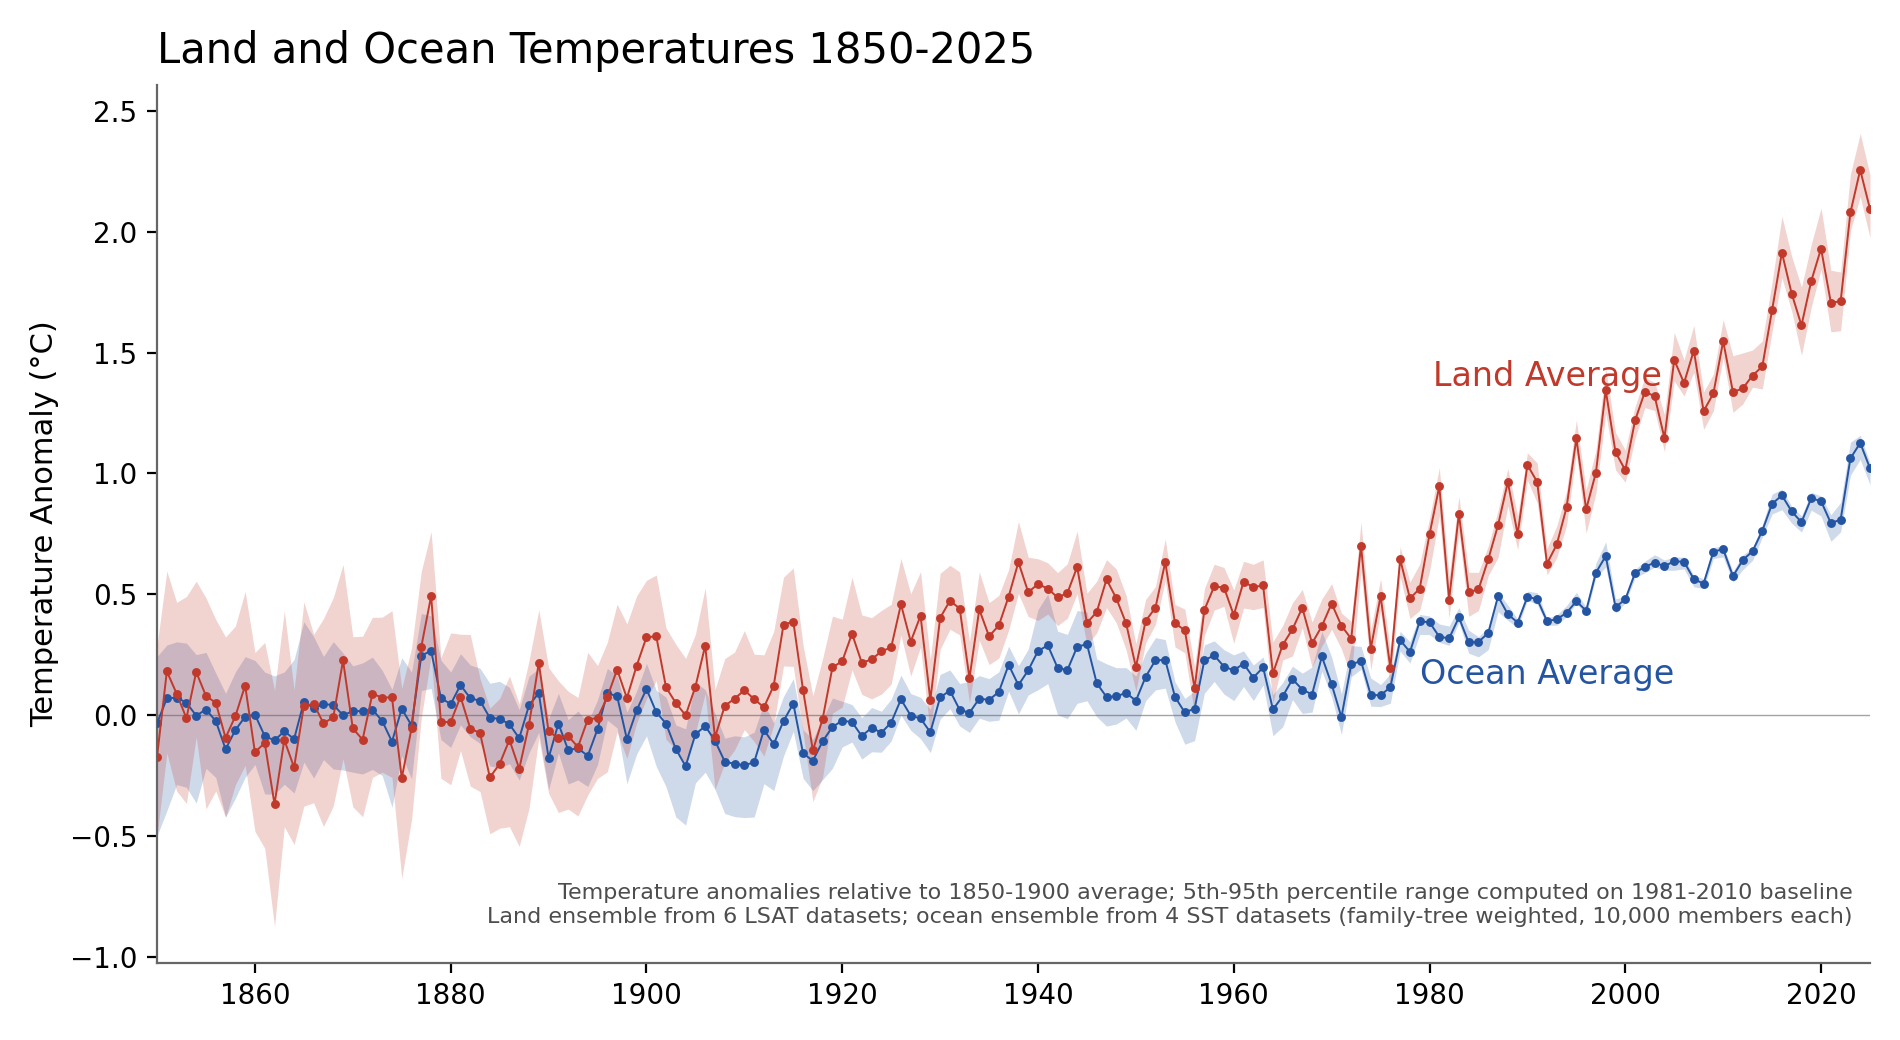 Land and Ocean Temperatures 1850-2025
Temperature Anomaly (°C)
2.5
2.0
1.5
1.0
0.5
0.0
−0.5
−1.0
Land Average
Ocean Average
Temperature anomalies relative to 1850-1900 average; 5th-95th percentile range computed on 1981-2010 baseline
Land ensemble from 6 LSAT datasets; ocean ensemble from 4 SST datasets (family-tree weighted, 10,000 members each)
1860 1880 1900 1920 1940 1960 1980 2000 2020